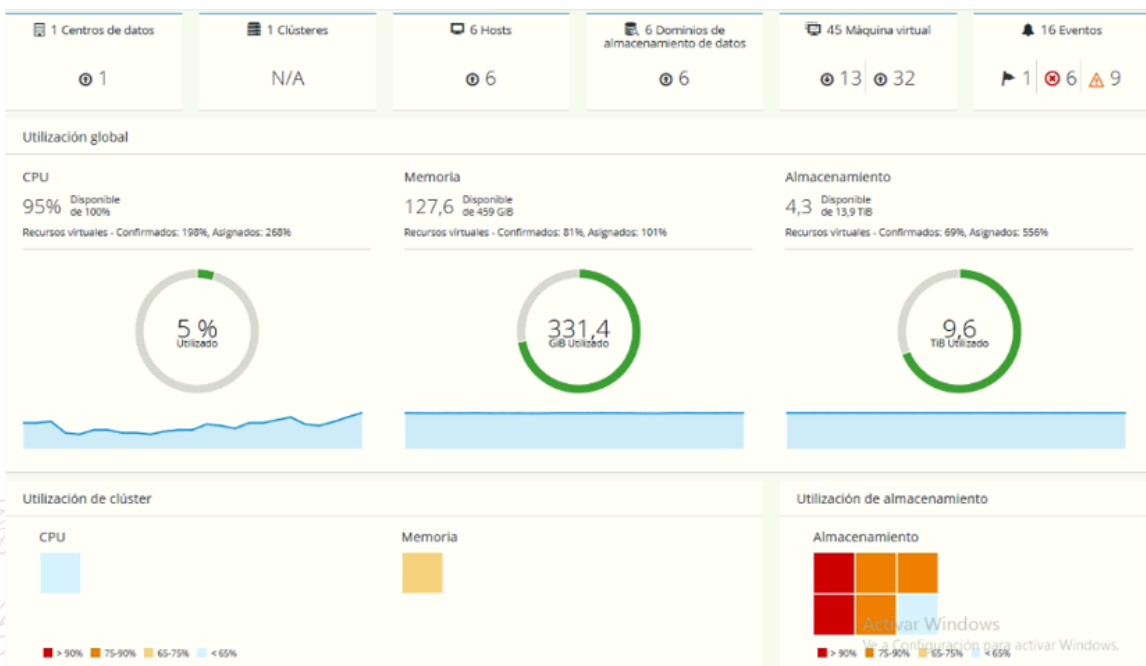 1 Centros de datos
1
1 Clústeres
N/A
6 Hosts
6
6 Dominios de
almacenamiento de datos
6
45 Máquina virtual
13 32
16 Eventos
1 6 9
Utilización global
CPU
95% Disponible
de 100%
Recursos virtuales - Confirmados: 198%, Asignados: 268%
5 %
Utilizado
Memoria
127,6 Disponible
de 459 GiB
Recursos virtuales - Confirmados: 81%, Asignados: 101%
331,4
GiB Utilizado
Almacenamiento
4,3 Disponible
de 13,9 TiB
Recursos virtuales - Confirmados: 69%, Asignados: 556%
9,6
TiB Utilizado
Utilización de clúster
CPU
Memoria
> 90% 75-90% 65-75% < 65%
Utilización de almacenamiento
Almacenamiento
> 90% 75-90% 65-75% < 65%
Activar Windows
Ve a Configuración para activar Windows.